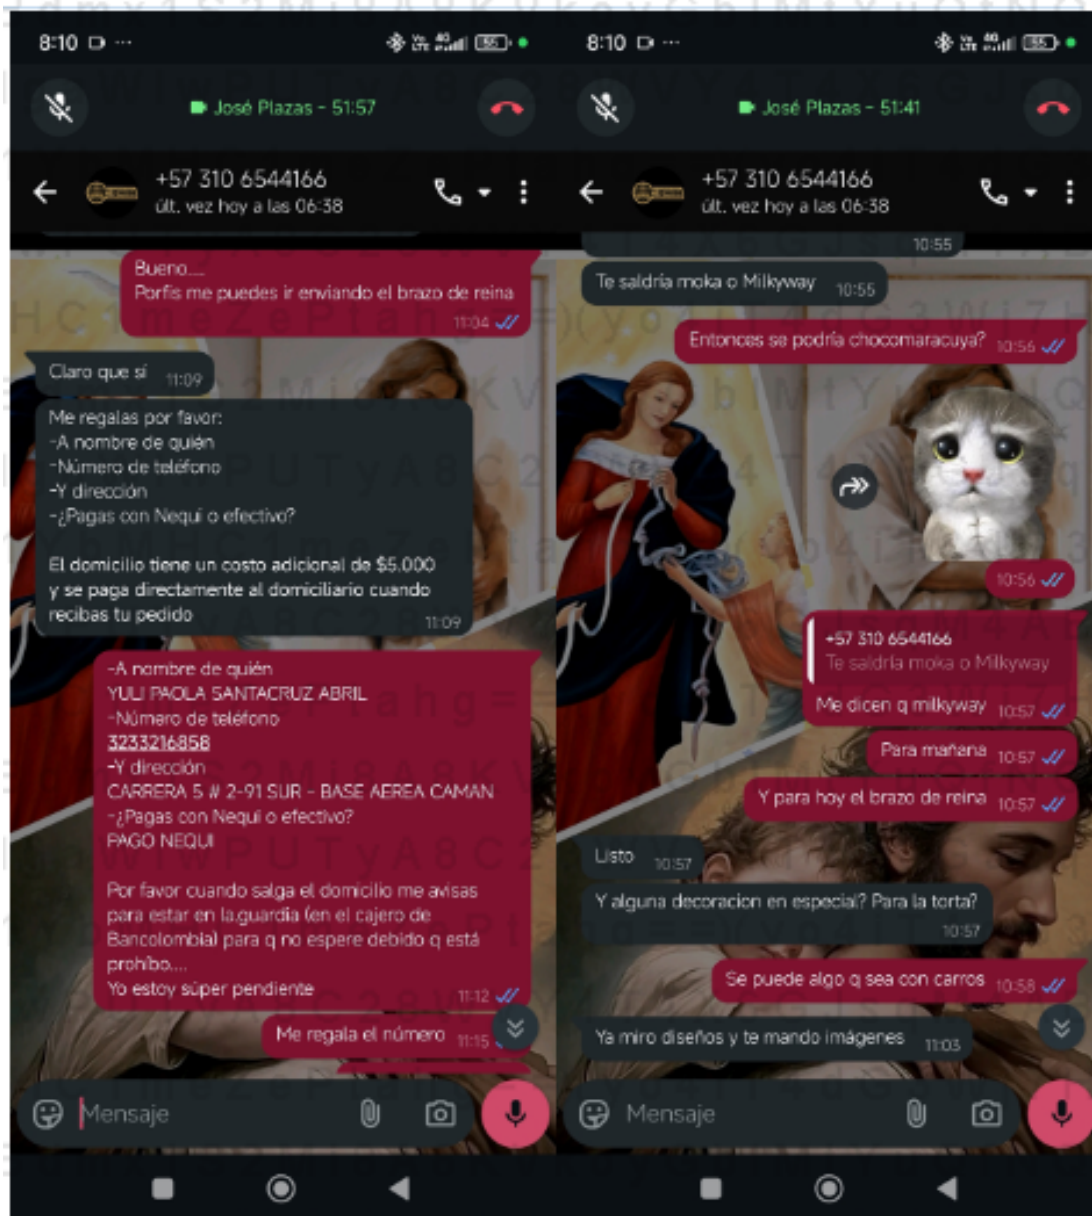 8:10
55
José Plazas - 51:57
+57 310 6544166
últ. vez hoy a las 06:38
Bueno....
Porfis me puedes ir enviando el brazo de reina
11:04
Claro que sí 11:09
Me regalas por favor:
-A nombre de quién
-Número de teléfono
-Y dirección
-¿Pagas con Nequi o efectivo?
El domicilio tiene un costo adicional de $5.000
y se paga directamente al domiciliario cuando
recibas tu pedido
11:09
-A nombre de quién
YULI PAOLA SANTACRUZ ABRIL
-Número de teléfono
3233216858
-Y dirección
CARRERA 5 # 2-91 SUR - BASE AEREA CAMAN
-¿Pagas con Nequi o efectivo?
PAGO NEQUI
Por favor cuando salga el domicilio me avisas
para estar en la.guardia (en el cajero de
Bancolombia) para q no espere debido q está
prohíbo....
Yo estoy súper pendiente
11:12
Me regala el número 11:15
Mensaje
8:10
55
José Plazas - 51:41
+57 310 6544166
últ. vez hoy a las 06:38
10:55
Te saldría moka o Milkyway 10:55
Entonces se podría chocomaracuya? 10:56
10:56
+57 310 6544166
Te saldría moka o Milkyway
Me dicen q milkyway 10:57
Para mañana 10:57
Y para hoy el brazo de reina 10:57
Listo 10:57
Y alguna decoracion en especial? Para la torta?
10:57
Se puede algo q sea con carros 10:58
Ya miro diseños y te mando imágenes 11:03
Mensaje